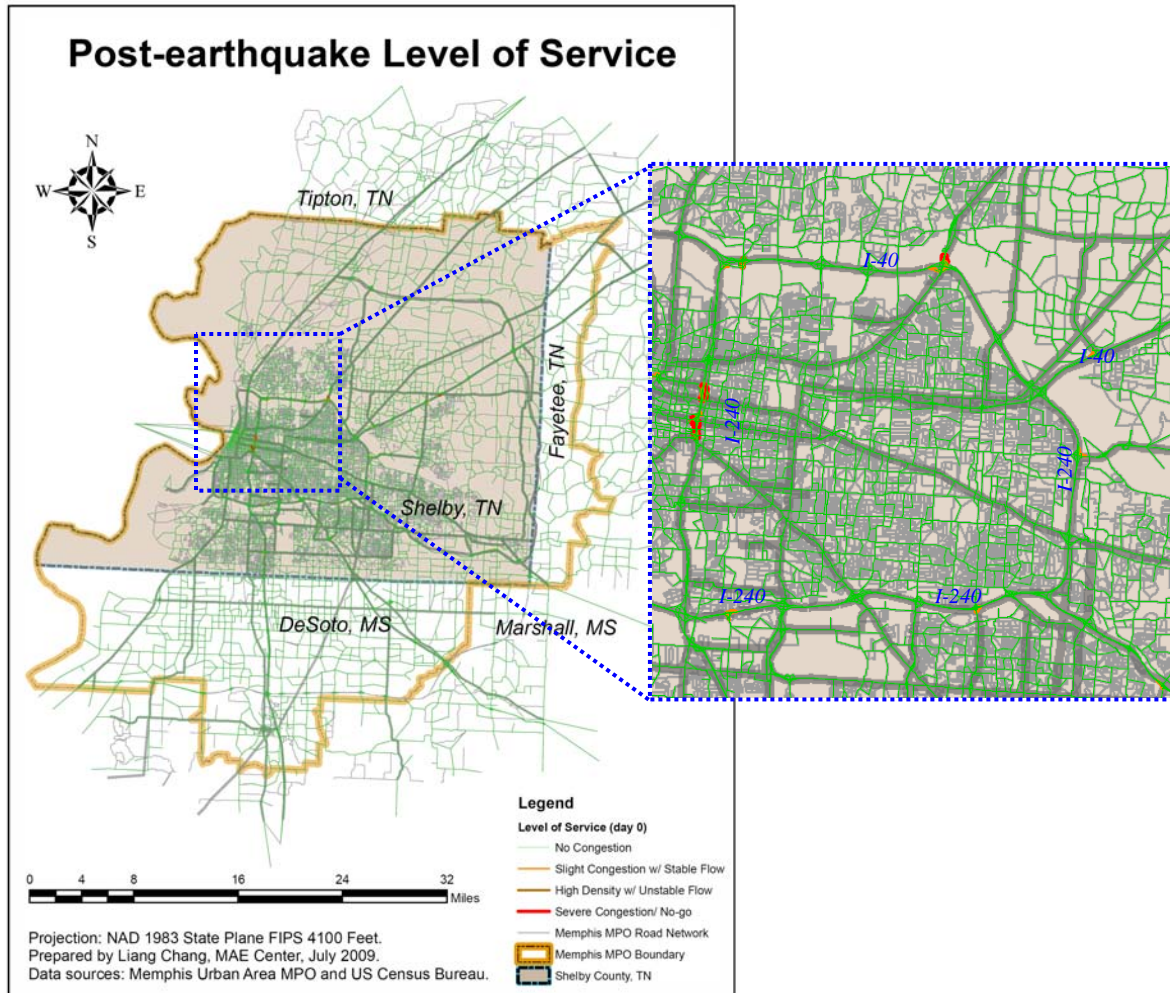 Post-earthquake Level of Service
N
W
E
S
Tipton, TN
Fayetee, TN
Shelby, TN
DeSoto, MS
Marshall, MS
I-40
I-40
I-240
I-240
I-240
I-240
Legend
Level of Service (day 0)
No Congestion
Slight Congestion w/ Stable Flow
High Density w/ Unstable Flow
Severe Congestion/ No-go
Memphis MPO Road Network
Memphis MPO Boundary
Shelby County, TN
0 4 8 16 24 32
Miles
Projection: NAD 1983 State Plane FIPS 4100 Feet.
Prepared by Liang Chang, MAE Center, July 2009.
Data sources: Memphis Urban Area MPO and US Census Bureau.